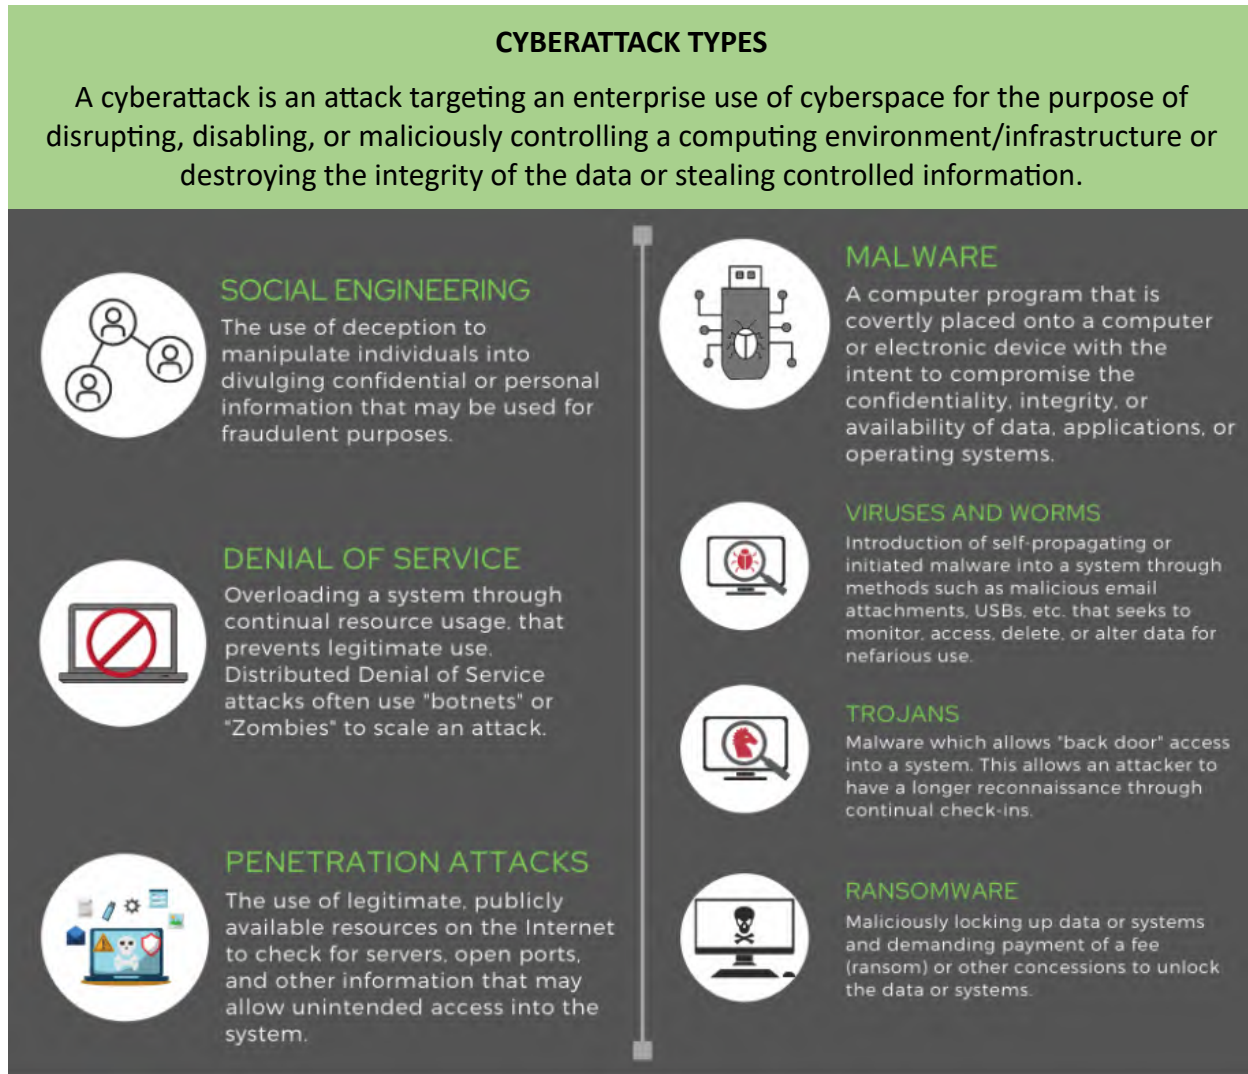 CYBERATTACK TYPES
A cyberattack is an attack targeting an enterprise use of cyberspace for the purpose of
disrupting, disabling, or maliciously controlling a computing environment/infrastructure or
destroying the integrity of the data or stealing controlled information.
SOCIAL ENGINEERING
The use of deception to
manipulate individuals into
divulging confidential or personal
information that may be used for
fraudulent purposes.
DENIAL OF SERVICE
Overloading a system through
continual resource usage, that
prevents legitimate use.
Distributed Denial of Service
attacks often use "botnets" or
"Zombies" to scale an attack.
PENETRATION ATTACKS
The use of legitimate, publicly
available resources on the Internet
to check for servers, open ports,
and other information that may
allow unintended access into the
system.
MALWARE
A computer program that is
covertly placed onto a computer
or electronic device with the
intent to compromise the
confidentiality, integrity, or
availability of data, applications, or
operating systems.
VIRUSES AND WORMS
Introduction of self-propagating or
initiated malware into a system through
methods such as malicious email
attachments, USBs, etc. that seeks to
monitor, access, delete, or alter data for
nefarious use.
TROJANS
Malware which allows "back door" access
into a system. This allows an attacker to
have a longer reconnaissance through
continual check-ins.
RANSOMWARE
Maliciously locking up data or systems
and demanding payment of a fee
(ransom) or other concessions to unlock
the data or systems.